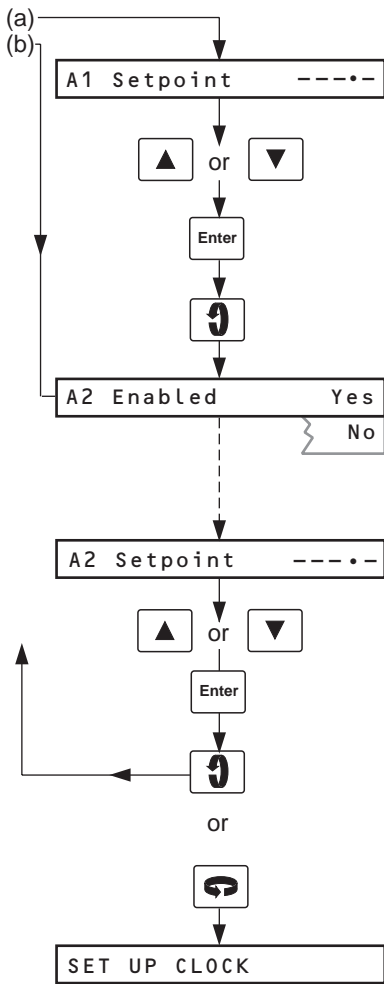 (a)
(b)
A1 Setpoint ---•-
▲ or ▼
Enter
A2 Enabled Yes
No
A2 Setpoint ---•-
▲ or ▼
Enter
or
SET UP CLOCK